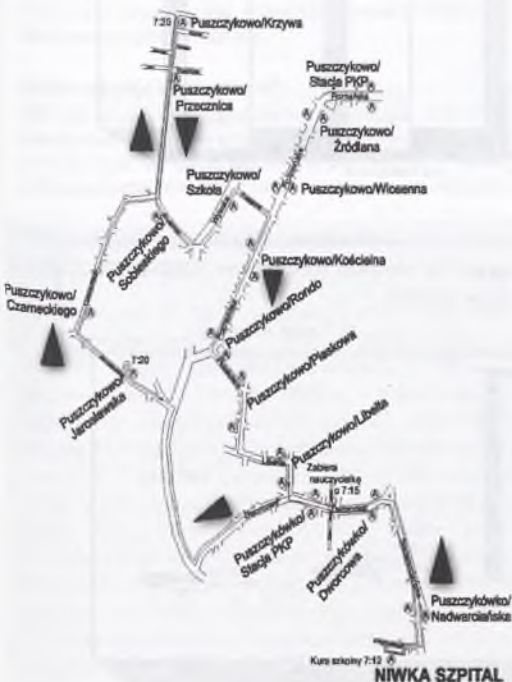 7:20 Puszczykowo/Krzywa
Puszczykowo/
Przecznica
Puszczykowo/
Stacja PKP
Poznańska
Puszczykowo/
Źródlana
Puszczykowo/
Szkoła
Puszczykowo/Wiosenna
Puszczykowo/
Sobieskiego
Puszczykowo/Kościelna
Puszczykowo/
Czarneckiego
Puszczykowo/Rondo
7:20
Puszczykowo/
Jarosławska
Puszczykowo/Piaskowa
Puszczykowo/Libelta
Zabiera
nauczycielkę
o 7:15
Puszczykówko/
Stacja PKP
Puszczykówko/
Dworcowa
Puszczykówko/
Nadwarciańska
Kurs szkolny 7:12
NIWKA SZPITAL